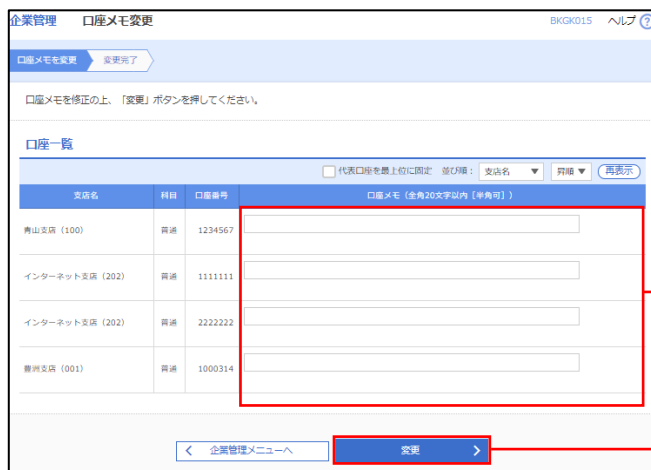 企業管理 口座メモ変更 BKGK015 ヘルプ ?
口座メモを変更 変更完了
口座メモを修正の上、「変更」ボタンを押してください。
口座一覧
代表口座を最上位に固定 並び順： 支店名 ▼ 昇順 ▼ 再表示
支店名 科目 口座番号 口座メモ（全角20文字以内［半角可］）
青山支店（100） 普通 1234567
インターネット支店（202） 普通 1111111
インターネット支店（202） 普通 2222222
豊洲支店（001） 普通 1000314
企業管理メニューへ 変更